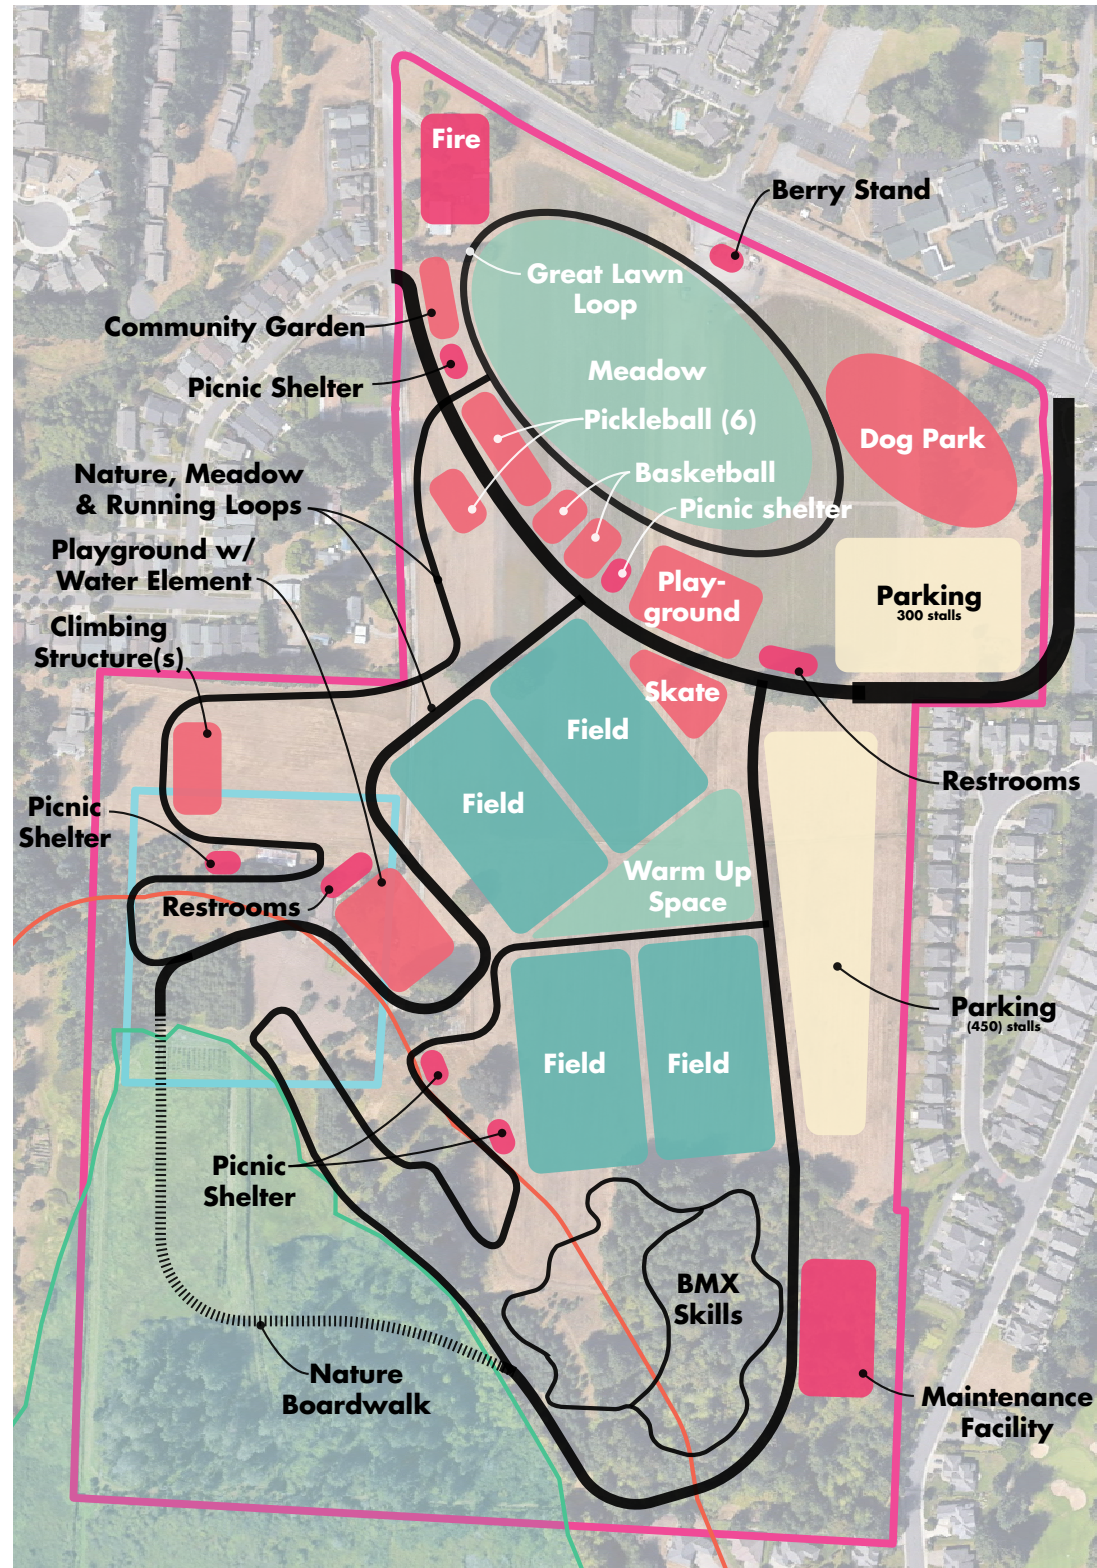 Fire
Berry Stand
Great Lawn
Loop
Community Garden
Meadow
Picnic Shelter
Pickleball (6)
Dog Park
Basketball
Nature, Meadow
& Running Loops
Picnic shelter
Playground w/
Water Element
Play-
ground
Parking
300 stalls
Climbing
Structure(s)
Skate
Field
Restrooms
Field
Picnic
Shelter
Warm Up
Space
Restrooms
Parking
(450) stalls
Field
Field
Picnic
Shelter
BMX
Skills
Nature
Boardwalk
Maintenance
Facility